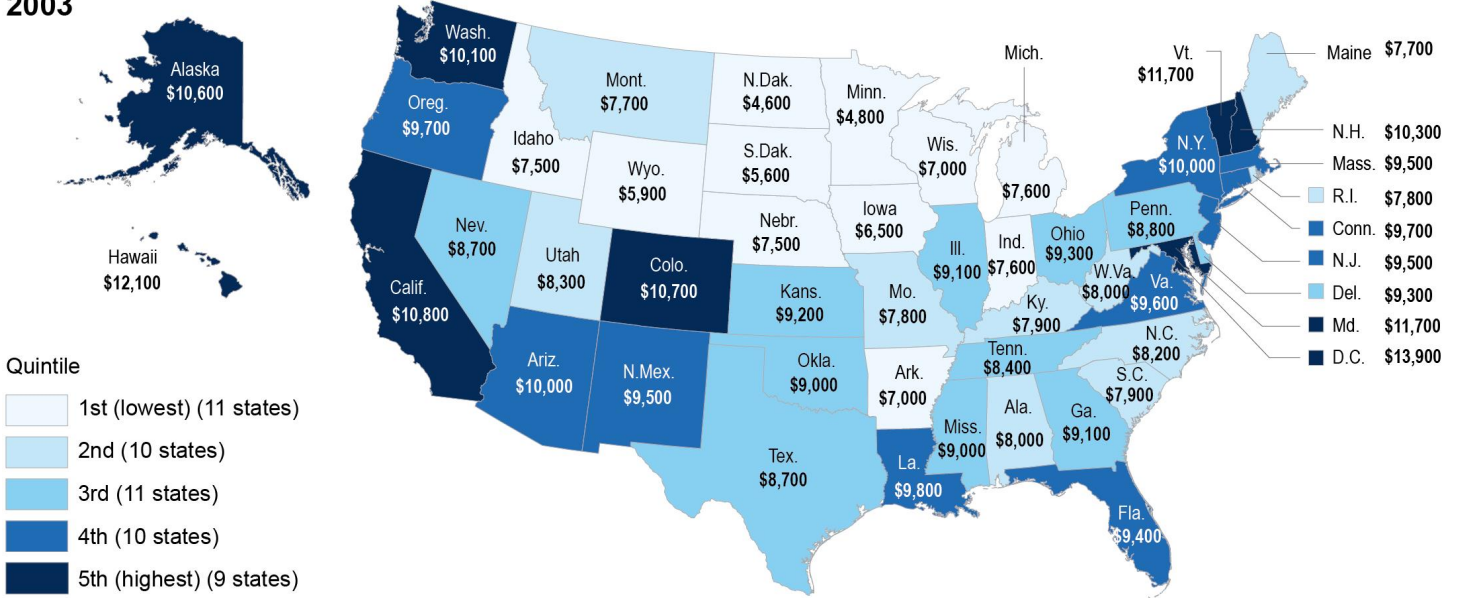 2003
Alaska
$10,600
Hawaii
$12,100
Wash.
$10,100
Oreg.
$9,700
Calif.
$10,800
Nev.
$8,700
Idaho
$7,500
Mont.
$7,700
Wyo.
$5,900
Utah
$8,300
Colo.
$10,700
Ariz.
$10,000
N.Mex.
$9,500
N.Dak.
$4,600
S.Dak.
$5,600
Nebr.
$7,500
Kans.
$9,200
Okla.
$9,000
Tex.
$8,700
Minn.
$4,800
Iowa
$6,500
Mo.
$7,800
Ark.
$7,000
La.
$9,800
Wis.
$7,000
Ill.
$9,100
Mich.
$7,600
Ind.
$7,600
Ohio
$9,300
Ky.
$7,900
Tenn.
$8,400
Miss.
$9,000
Ala.
$8,000
Ga.
$9,100
Fla.
$9,400
S.C.
$7,900
N.C.
$8,200
Va.
$9,600
W.Va
$8,000
Penn.
$8,800
N.Y.
$10,000
Vt.
$11,700
Maine $7,700
N.H. $10,300
Mass. $9,500
R.I. $7,800
Conn. $9,700
N.J. $9,500
Del. $9,300
Md. $11,700
D.C. $13,900
Quintile
1st (lowest) (11 states)
2nd (10 states)
3rd (11 states)
4th (10 states)
5th (highest) (9 states)